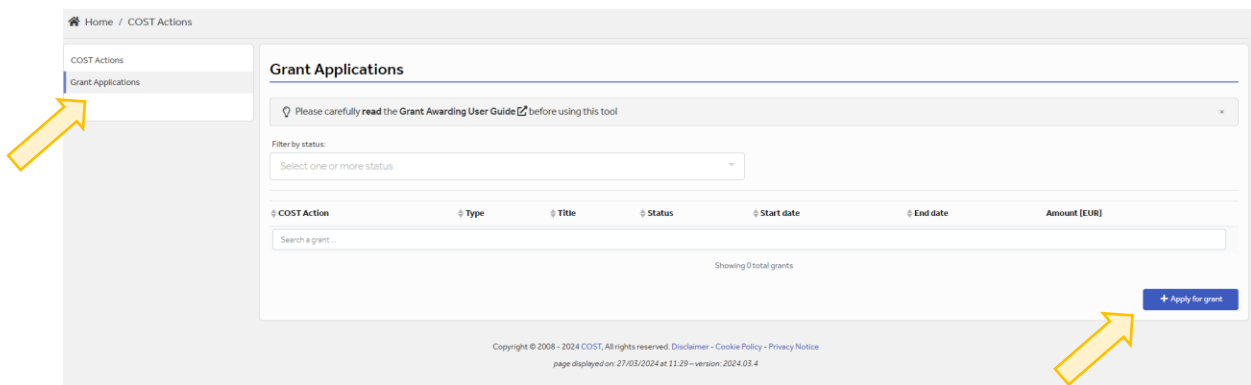 Home / COST Actions
COST Actions
Grant Applications
Grant Applications
Please carefully read the Grant Awarding User Guide before using this tool
×
Filter by status:
Select one or more status
COST Action Type Title Status Start date End date Amount [EUR]
Search a grant ...
Showing 0 total grants
+ Apply for grant
Copyright © 2008 - 2024 COST, All rights reserved. Disclaimer - Cookie Policy - Privacy Notice
page displayed on: 27/03/2024 at 11:29 – version: 2024.03.4